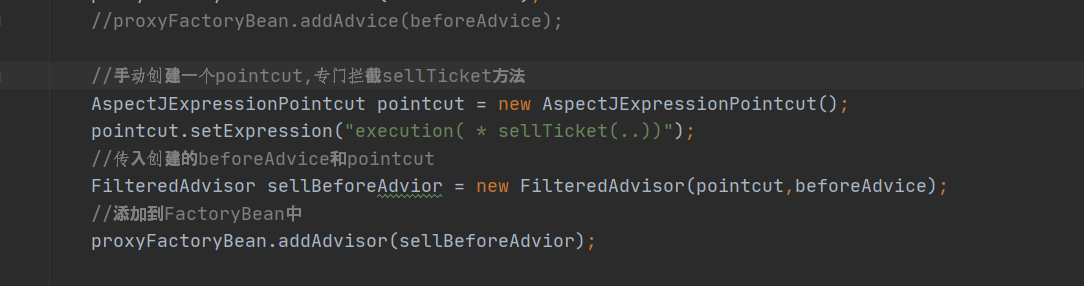 //proxyFactoryBean.addAdvice(beforeAdvice);
//手动创建一个pointcut,专门拦截sellTicket方法
AspectJExpressionPointcut pointcut = new AspectJExpressionPointcut();
pointcut.setExpression("execution( * sellTicket(..))");
//传入创建的beforeAdvice和pointcut
FilteredAdvisor sellBeforeAdvior = new FilteredAdvisor(pointcut,beforeAdvice);
//添加到FactoryBean中
proxyFactoryBean.addAdvisor(sellBeforeAdvior);